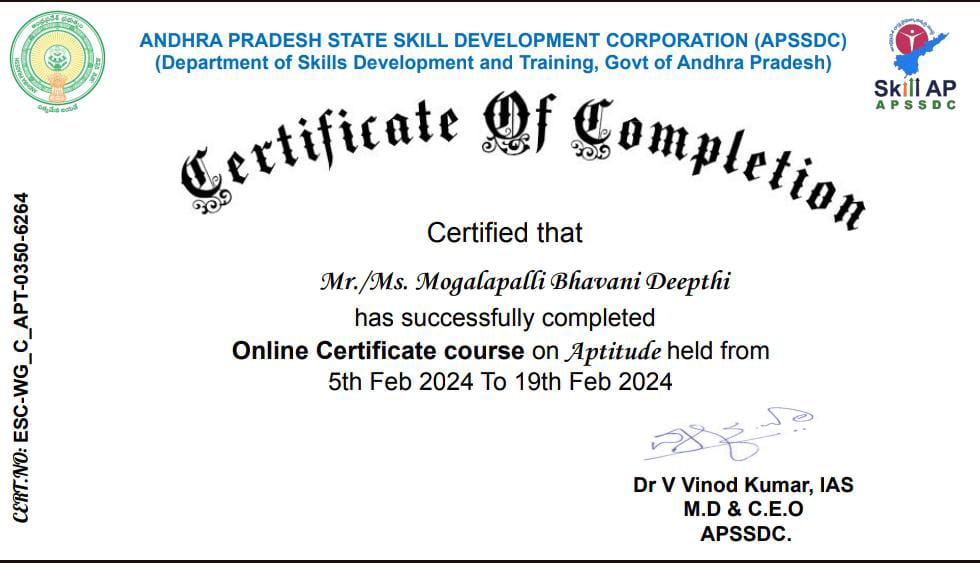 ANDHRA PRADESH STATE SKILL DEVELOPMENT CORPORATION (APSSDC)
(Department of Skills Development and Training, Govt of Andhra Pradesh)
Skill AP
APSSDC
Certificate Of Completion
Certified that
Mr./Ms. Mogalapalli Bhavani Deepthi
has successfully completed
Online Certificate course on Aptitude held from
5th Feb 2024 To 19th Feb 2024
CERT.NO: ESC-WG_C_APT-0350-6264
Dr V Vinod Kumar, IAS
M.D & C.E.O
APSSDC.